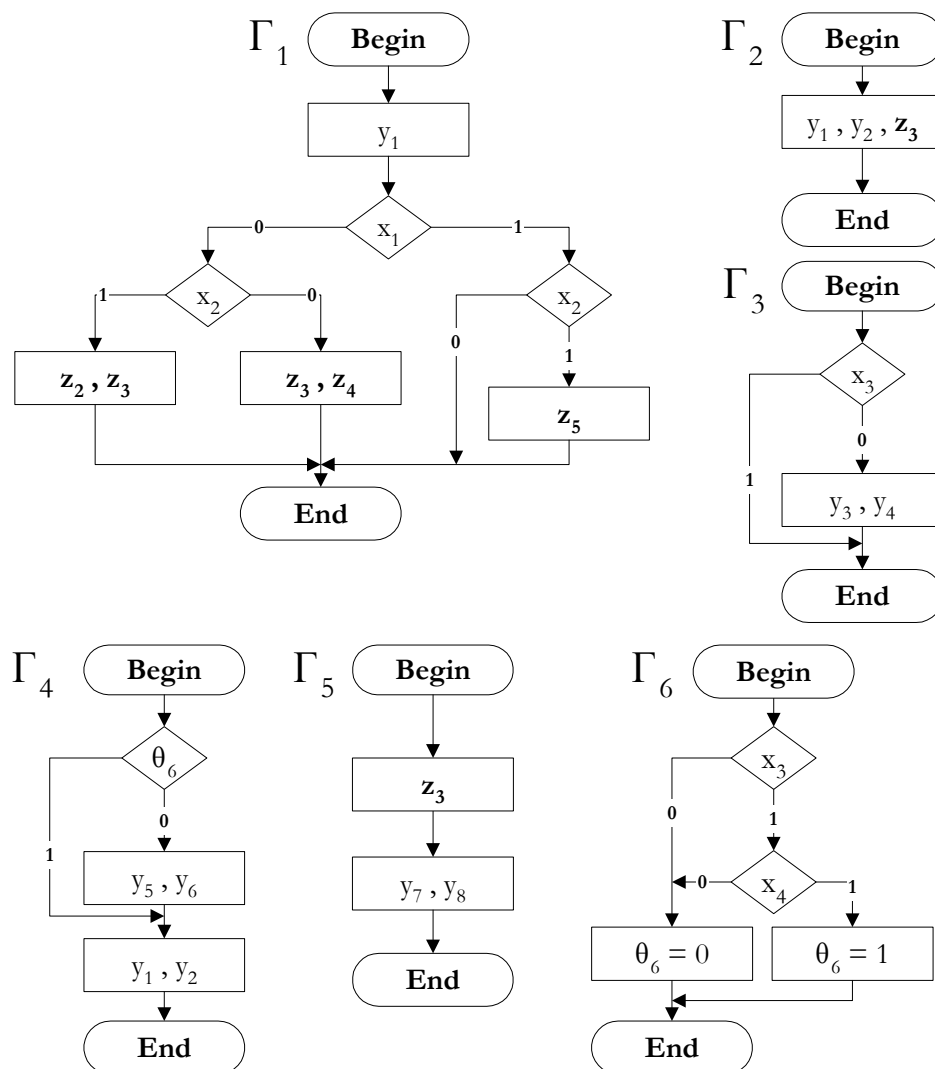 Γ₁
Begin
y₁
x₁
0
1
x₂
1
0
z₂ , z₃
z₃ , z₄
x₂
0
1
z₅
End
Γ₂
Begin
y₁ , y₂ , z₃
End
Γ₃
Begin
x₃
0
1
y₃ , y₄
End
Γ₄
Begin
θ₆
0
1
y₅ , y₆
y₁ , y₂
End
Γ₅
Begin
z₃
y₇ , y₈
End
Γ₆
Begin
x₃
0
1
x₄
0
1
θ₆ = 0
θ₆ = 1
End